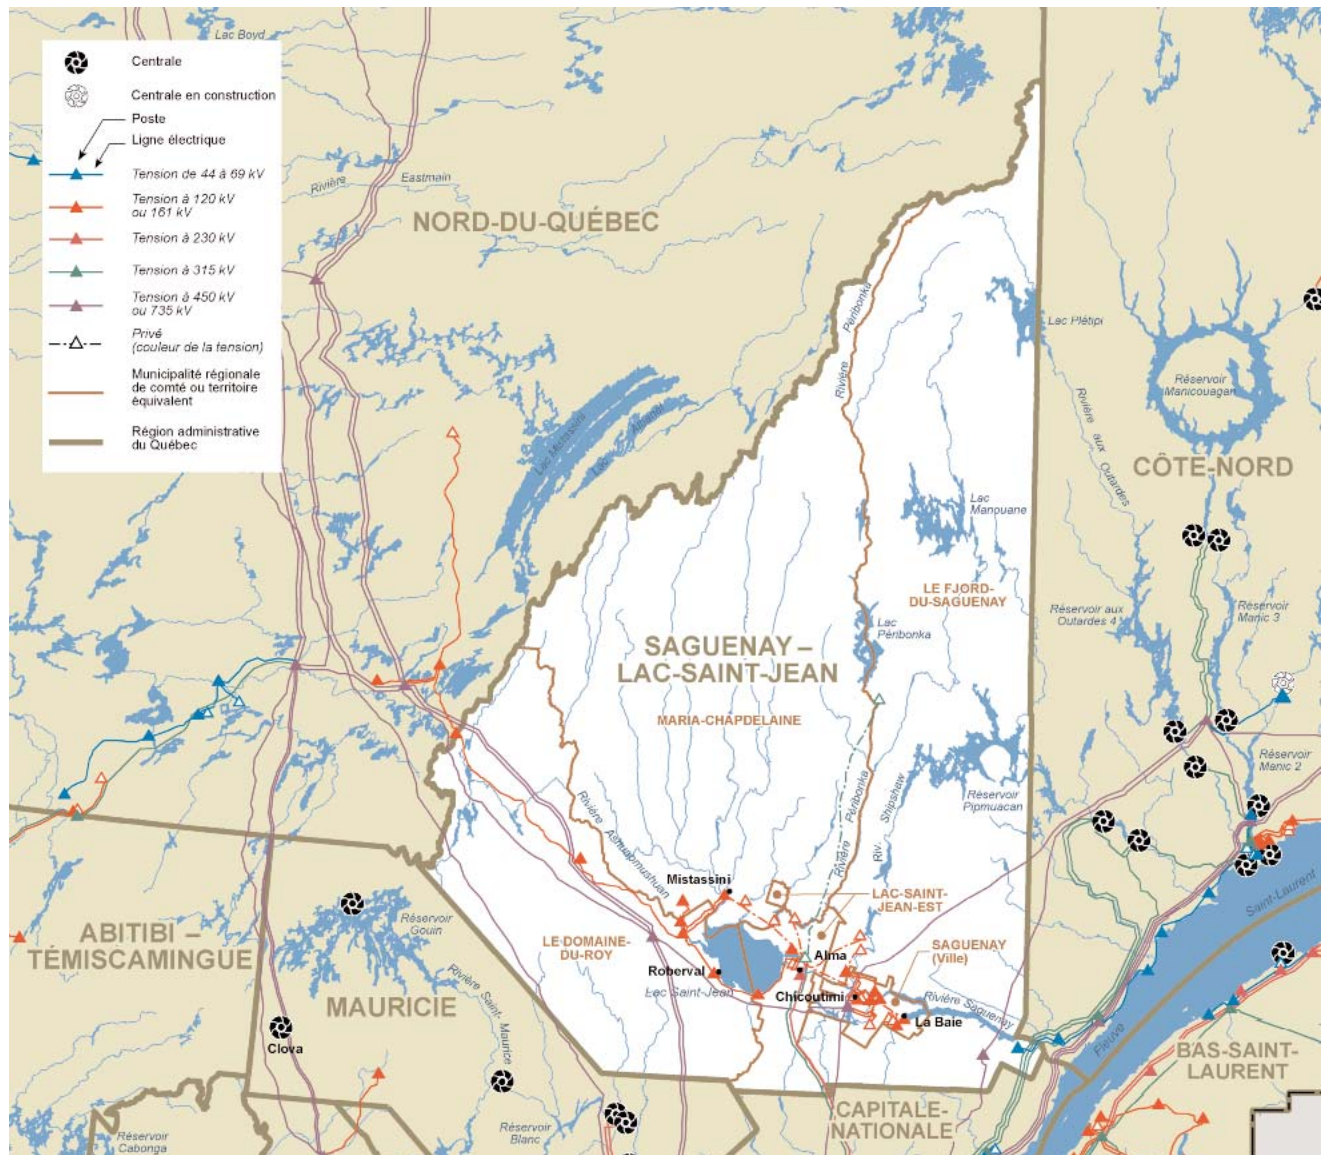 Lac Boyd
Centrale
Centrale en construction
Poste
Ligne électrique
Tension de 44 à 69 kV
Tension à 120 kV
ou 161 kV
Tension à 230 kV
Tension à 315 kV
Tension à 450 kV
ou 735 kV
Privé
(couleur de la tension)
Municipalité régionale
de comté ou territoire
équivalent
Région administrative
du Québec
Rivière
Eastmain
NORD-DU-QUÉBEC
Rivière
Péribonka
Lac Plétipi
Réservoir
Manicouagan
Rivière aux Outardes
CÔTE-NORD
Lac Mistassini
Lac Albanel
Lac
Manouane
LE FJORD-
DU-SAGUENAY
Réservoir aux
Outardes 4
Réservoir
Manic 3
Lac
Péribonka
SAGUENAY –
LAC-SAINT-JEAN
MARIA-CHAPDELAINE
Réservoir
Manic 2
Réservoir
Pipmuacan
Rivière Ashuapmushuan
Rivière
Péribonka
Riv. Shipshaw
Mistassini
LAC-SAINT-
JEAN-EST
Saint-Laurent
ABITIBI –
TÉMISCAMINGUE
Réservoir
Gouin
LE DOMAINE-
DU-ROY
SAGUENAY
(Ville)
Alma
Roberval
Lac Saint-Jean
Chicoutimi
La Baie
Rivière Saguenay
MAURICIE
Rivière Saint-Maurice
Clova
Fleuve
BAS-SAINT-
LAURENT
CAPITALE-
NATIONALE
Réservoir
Blanc
Réservoir
Cabonga